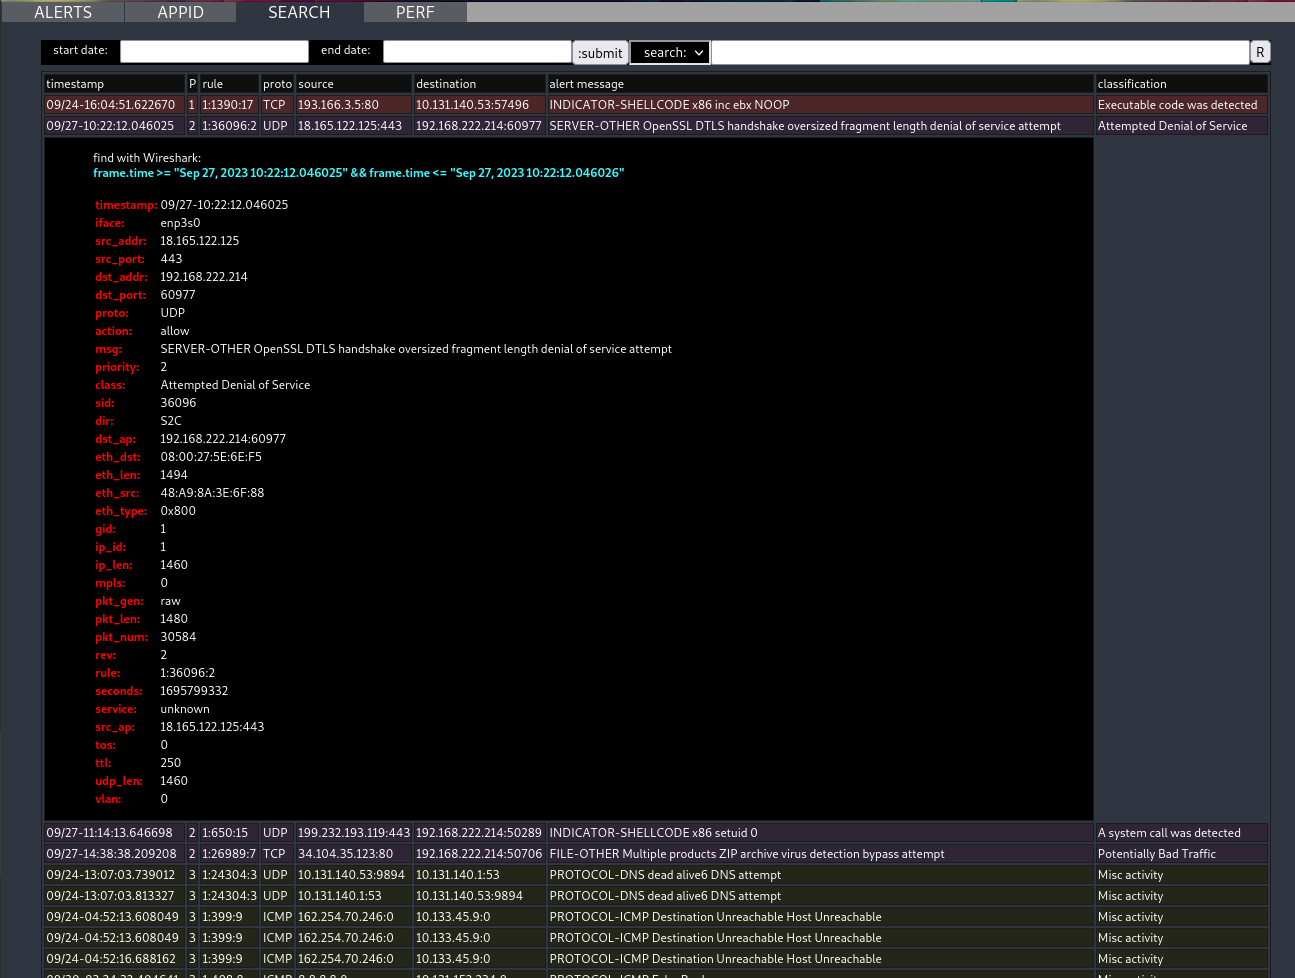 ALERTS APPID SEARCH PERF
start date: end date: :submit search: R
timestamp P rule proto source destination alert message classification
09/24-16:04:51.622670 1 1:1390:17 TCP 193.166.3.5:80 10.131.140.53:57496 INDICATOR-SHELLCODE x86 inc ebx NOOP Executable code was detected
09/27-10:22:12.046025 2 1:36096:2 UDP 18.165.122.125:443 192.168.222.214:60977 SERVER-OTHER OpenSSL DTLS handshake oversized fragment length denial of service attempt Attempted Denial of Service
find with Wireshark:
frame.time >= "Sep 27, 2023 10:22:12.046025" && frame.time <= "Sep 27, 2023 10:22:12.046026"
timestamp: 09/27-10:22:12.046025
iface: enp3s0
src_addr: 18.165.122.125
src_port: 443
dst_addr: 192.168.222.214
dst_port: 60977
proto: UDP
action: allow
msg: SERVER-OTHER OpenSSL DTLS handshake oversized fragment length denial of service attempt
priority: 2
class: Attempted Denial of Service
sid: 36096
dir: S2C
dst_ap: 192.168.222.214:60977
eth_dst: 08:00:27:5E:6E:F5
eth_len: 1494
eth_src: 48:A9:8A:3E:6F:88
eth_type: 0x800
gid: 1
ip_id: 1
ip_len: 1460
mpls: 0
pkt_gen: raw
pkt_len: 1480
pkt_num: 30584
rev: 2
rule: 1:36096:2
seconds: 1695799332
service: unknown
src_ap: 18.165.122.125:443
tos: 0
ttl: 250
udp_len: 1460
vlan: 0
09/27-11:14:13.646698 2 1:650:15 UDP 199.232.193.119:443 192.168.222.214:50289 INDICATOR-SHELLCODE x86 setuid 0 A system call was detected
09/27-14:38:38.209208 2 1:26989:7 TCP 34.104.35.123:80 192.168.222.214:50706 FILE-OTHER Multiple products ZIP archive virus detection bypass attempt Potentially Bad Traffic
09/24-13:07:03.739012 3 1:24304:3 UDP 10.131.140.53:9894 10.131.140.1:53 PROTOCOL-DNS dead alive6 DNS attempt Misc activity
09/24-13:07:03.813327 3 1:24304:3 UDP 10.131.140.1:53 10.131.140.53:9894 PROTOCOL-DNS dead alive6 DNS attempt Misc activity
09/24-04:52:13.608049 3 1:399:9 ICMP 162.254.70.246:0 10.133.45.9:0 PROTOCOL-ICMP Destination Unreachable Host Unreachable Misc activity
09/24-04:52:13.608049 3 1:399:9 ICMP 162.254.70.246:0 10.133.45.9:0 PROTOCOL-ICMP Destination Unreachable Host Unreachable Misc activity
09/24-04:52:16.688162 3 1:399:9 ICMP 162.254.70.246:0 10.133.45.9:0 PROTOCOL-ICMP Destination Unreachable Host Unreachable Misc activity